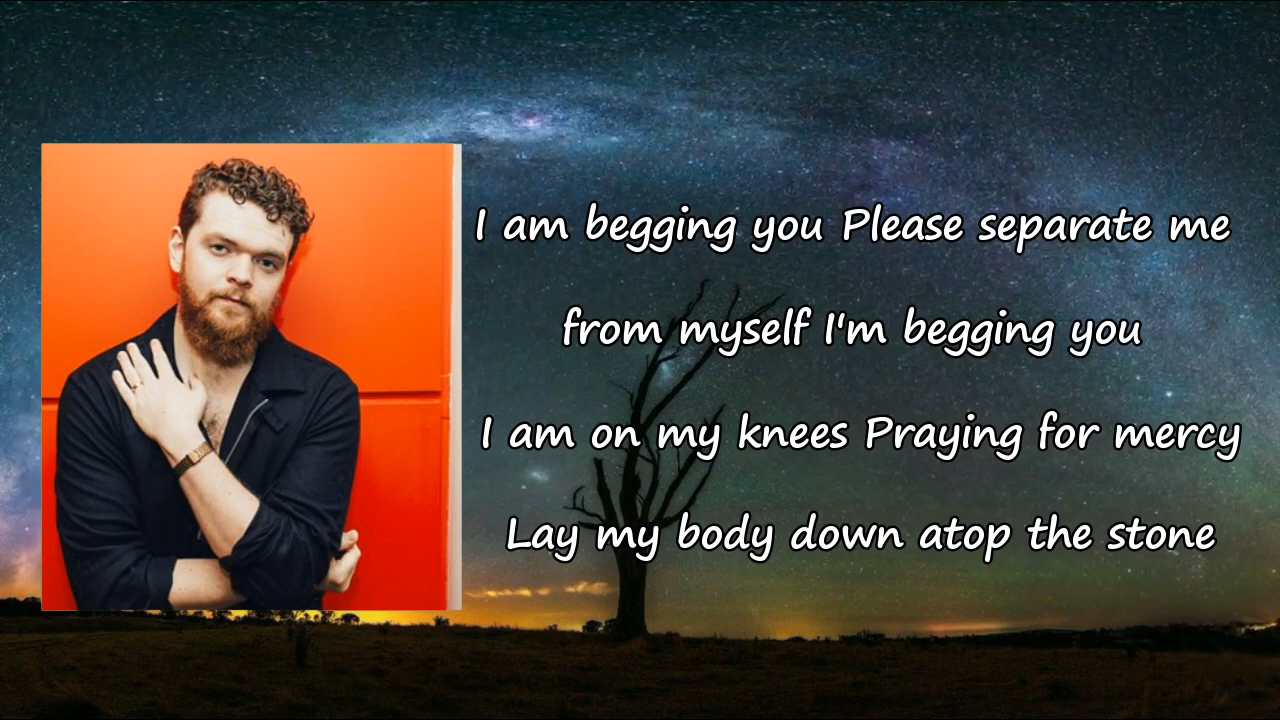 I am begging you Please separate me
from myself I'm begging you
I am on my knees Praying for mercy
Lay my body down atop the stone